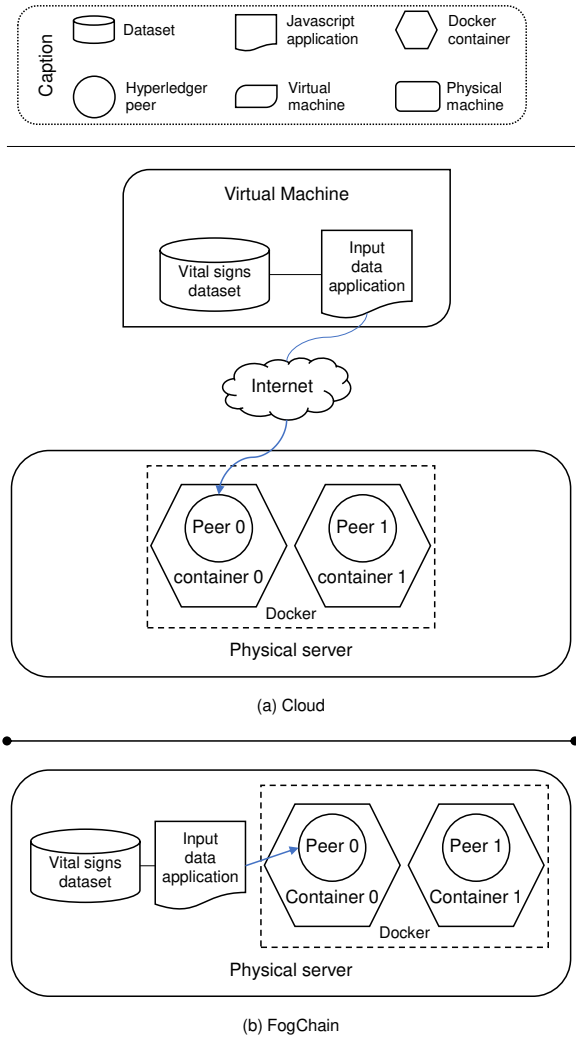 Caption
Dataset
Javascript
application
Docker
container
Hyperledger
peer
Virtual
machine
Physical
machine
Virtual Machine
Vital signs
dataset
Input
data
application
Internet
Peer 0
container 0
Peer 1
container 1
Docker
Physical server
(a) Cloud
Vital signs
dataset
Input
data
application
Peer 0
Container 0
Peer 1
Container 1
Docker
Physical server
(b) FogChain